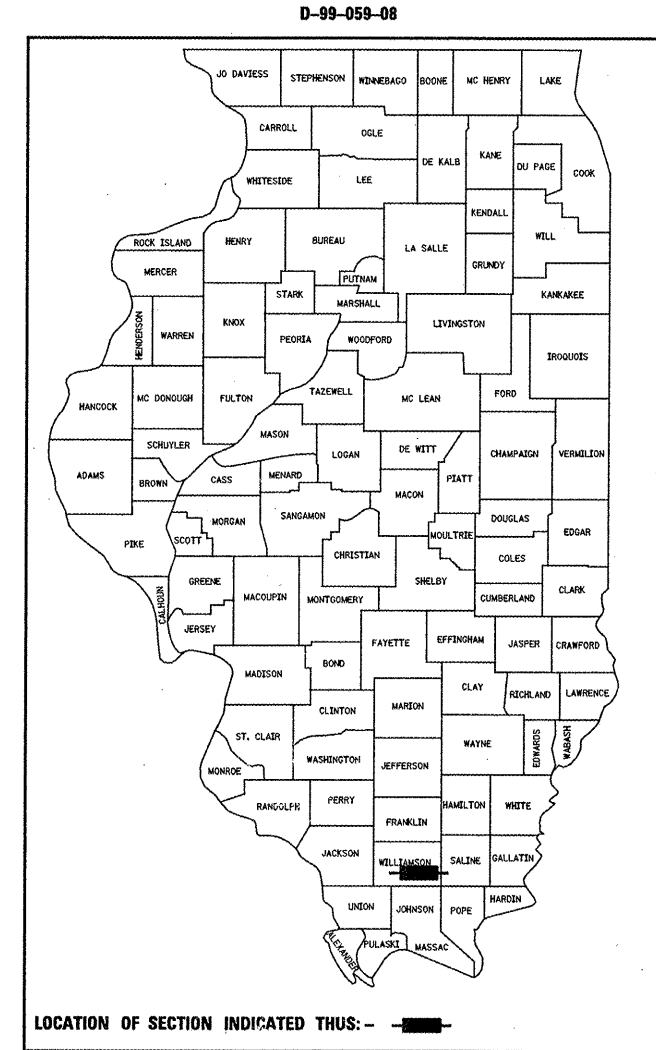 D-99-059-08
JO DAVIESS STEPHENSON WINNEBAGO BOONE MC HENRY LAKE
CARROLL OGLE DE KALB KANE DU PAGE COOK
WHITESIDE LEE
KENDALL
ROCK ISLAND HENRY BUREAU LA SALLE GRUNDY WILL
MERCER PUTNAM
STARK MARSHALL KANKAKEE
HENDERSON WARREN KNOX PEORIA WOODFORD LIVINGSTON IROQUOIS
HANCOCK MC DONOUGH FULTON TAZEWELL MC LEAN FORD
MASON
SCHUYLER LOGAN DE WITT CHAMPAIGN VERMILION
ADAMS BROWN CASS MENARD MACON PIATT
MORGAN SANGAMON DOUGLAS EDGAR
PIKE SCOTT CHRISTIAN MOULTRIE COLES
GREENE MACOUPIN MONTGOMERY SHELBY CUMBERLAND CLARK
CALHOUN JERSEY FAYETTE EFFINGHAM JASPER CRAWFORD
MADISON BOND CLAY RICHLAND LAWRENCE
CLINTON MARION
ST. CLAIR WAYNE EDWARDS WABASH
MONROE WASHINGTON JEFFERSON
RANDOLPH PERRY HAMILTON WHITE
FRANKLIN
JACKSON WILLIAMSON SALINE GALLATIN
UNION JOHNSON POPE HARDIN
ALEXANDER PULASKI MASSAC
LOCATION OF SECTION INDICATED THUS: -